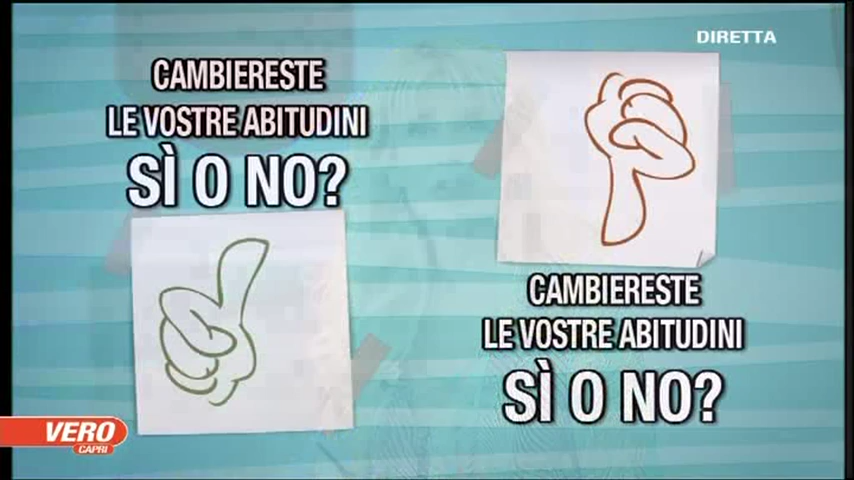 DIRETTA
CAMBIERESTE
LE VOSTRE ABITUDINI
SÌ O NO?
CAMBIERESTE
LE VOSTRE ABITUDINI
SÌ O NO?
VERO
CAPRI